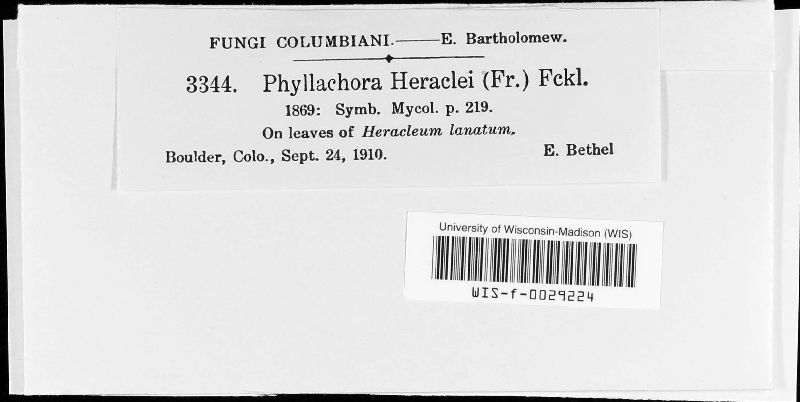 FUNGI COLUMBIANI.——E. Bartholomew.
3344. Phyllachora Heraclei (Fr.) Fckl.
1869: Symb. Mycol. p. 219.
On leaves of Heracleum lanatum.
Boulder, Colo., Sept. 24, 1910. E. Bethel
University of Wisconsin-Madison (WIS)
WIS-f-0029224